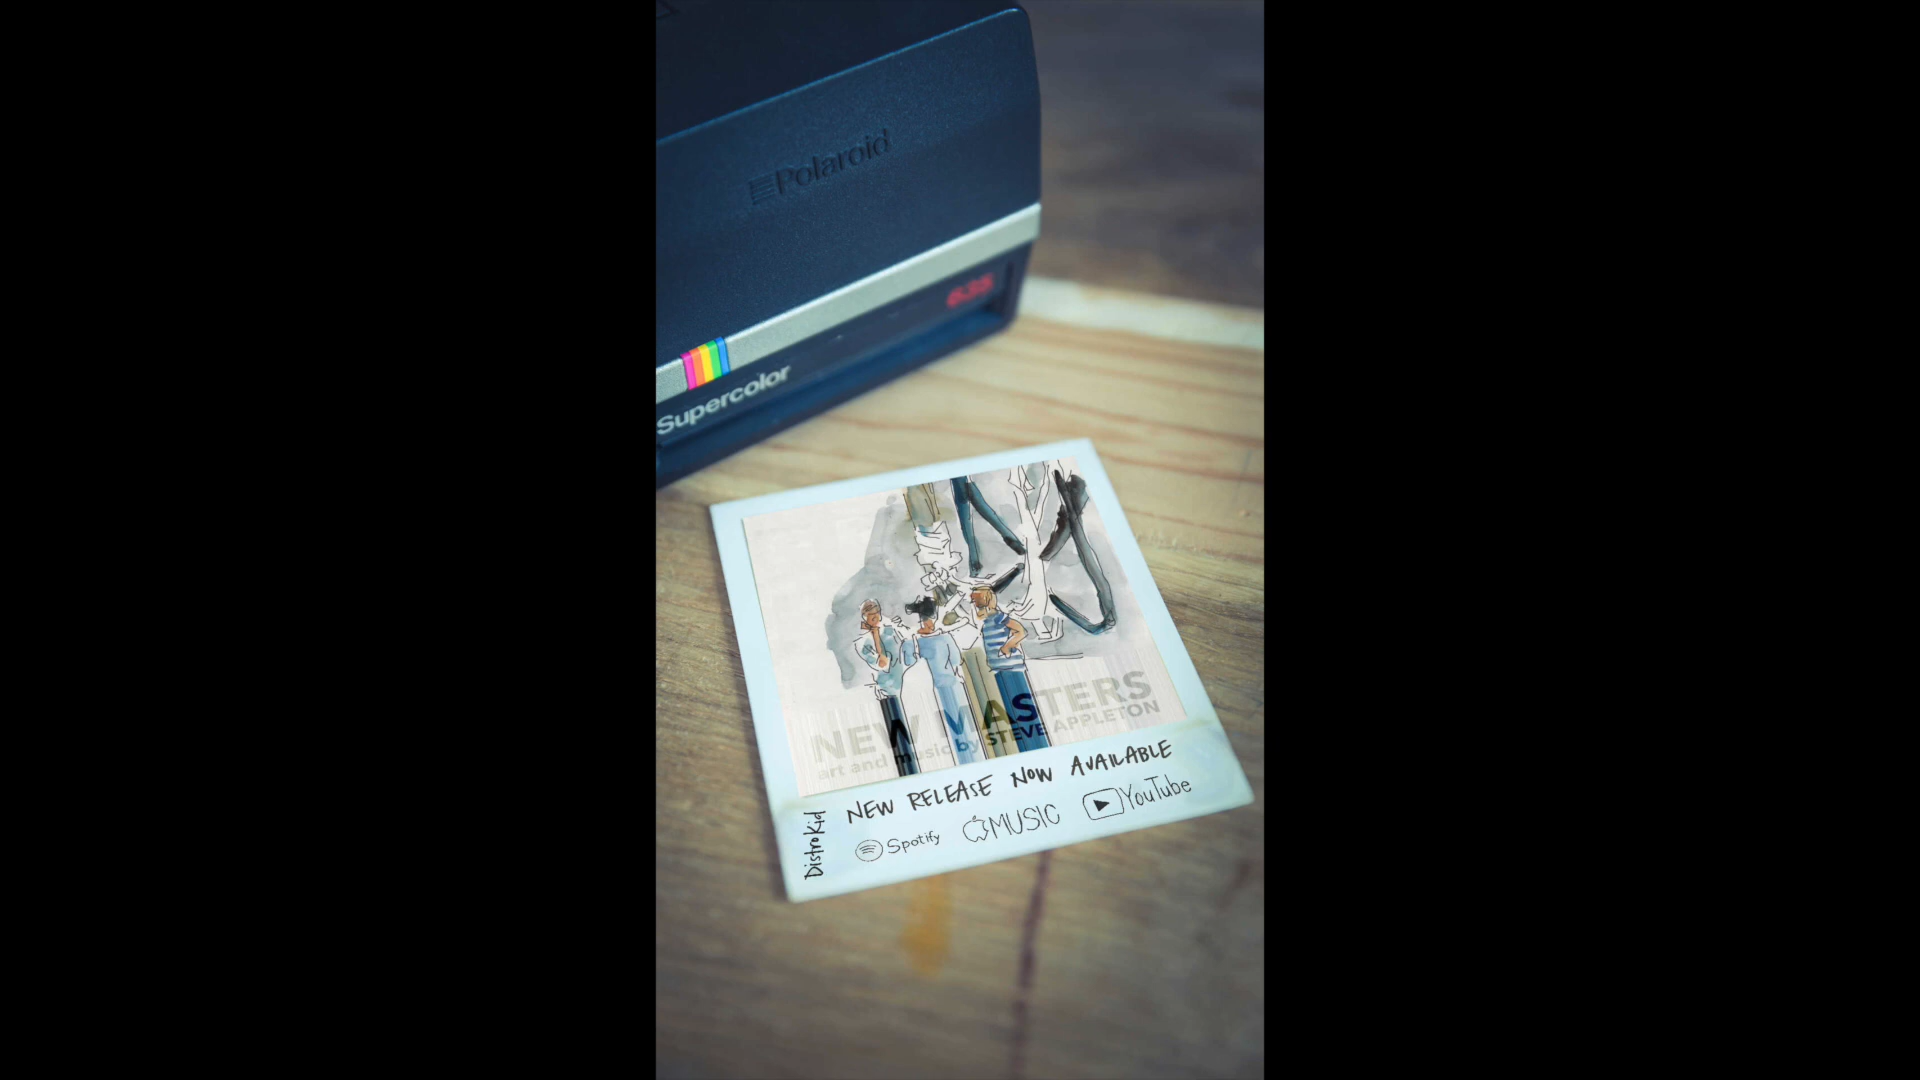 Polaroid
635
Supercolor
NEW MASTERS
art and music by STEVE APPLETON
NEW RELEASE NOW AVAILABLE
DistroKid
Spotify
MUSIC
YouTube